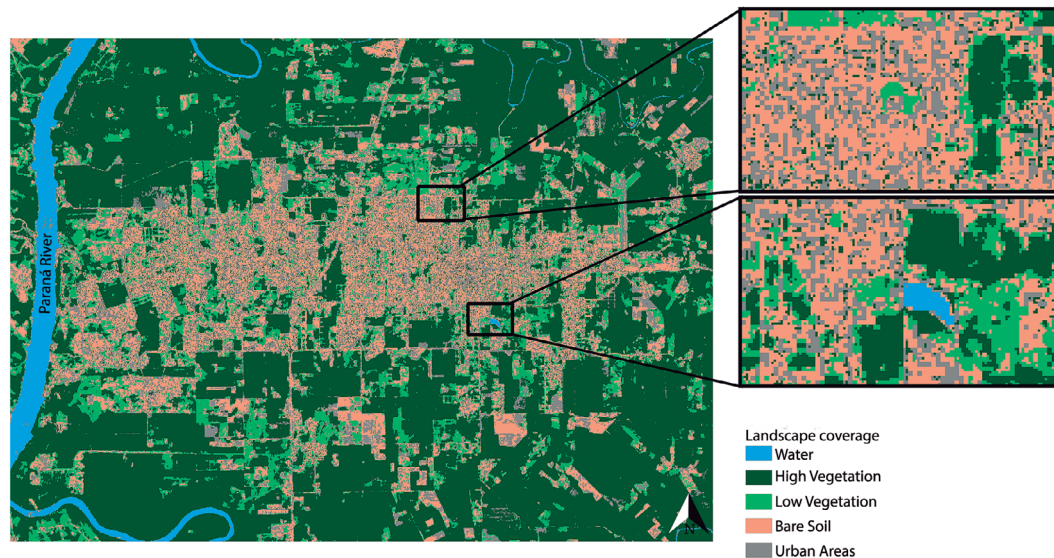 Paraná River
N
Landscape coverage
Water
High Vegetation
Low Vegetation
Bare Soil
Urban Areas